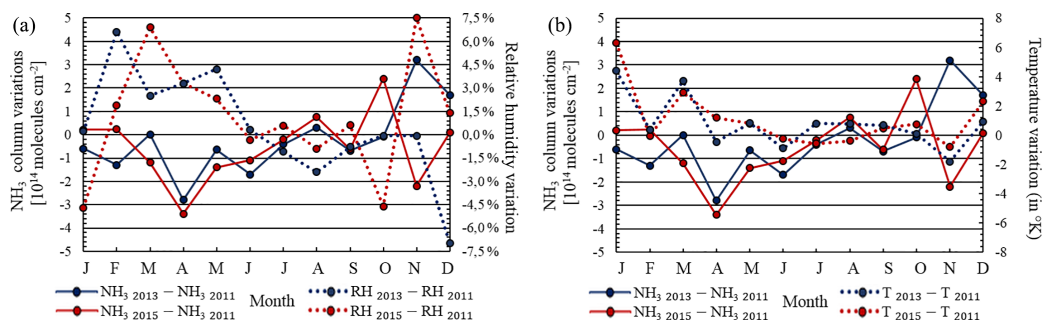 (a)
NH₃ column variations
[10¹⁴ molecules cm⁻²]
5
4
3
2
1
0
-1
-2
-3
-4
-5
7,5%
6,0%
4,5%
3,0%
1,5%
0,0%
-1,5%
-3,0%
-4,5%
-6,0%
-7,5%
Relative humidity variation
J F M A M J J A S O N D
Month
NH₃ ₂₀₁₃ – NH₃ ₂₀₁₁
NH₃ ₂₀₁₅ – NH₃ ₂₀₁₁
RH ₂₀₁₃ – RH ₂₀₁₁
RH ₂₀₁₅ – RH ₂₀₁₁
(b)
NH₃ column variations
[10¹⁴ molecules cm⁻²]
5
4
3
2
1
0
-1
-2
-3
-4
-5
8
6
4
2
0
-2
-4
-6
-8
Temperature variation (in °K)
J F M A M J J A S O N D
Month
NH₃ ₂₀₁₃ – NH₃ ₂₀₁₁
NH₃ ₂₀₁₅ – NH₃ ₂₀₁₁
T ₂₀₁₃ – T ₂₀₁₁
T ₂₀₁₅ – T ₂₀₁₁